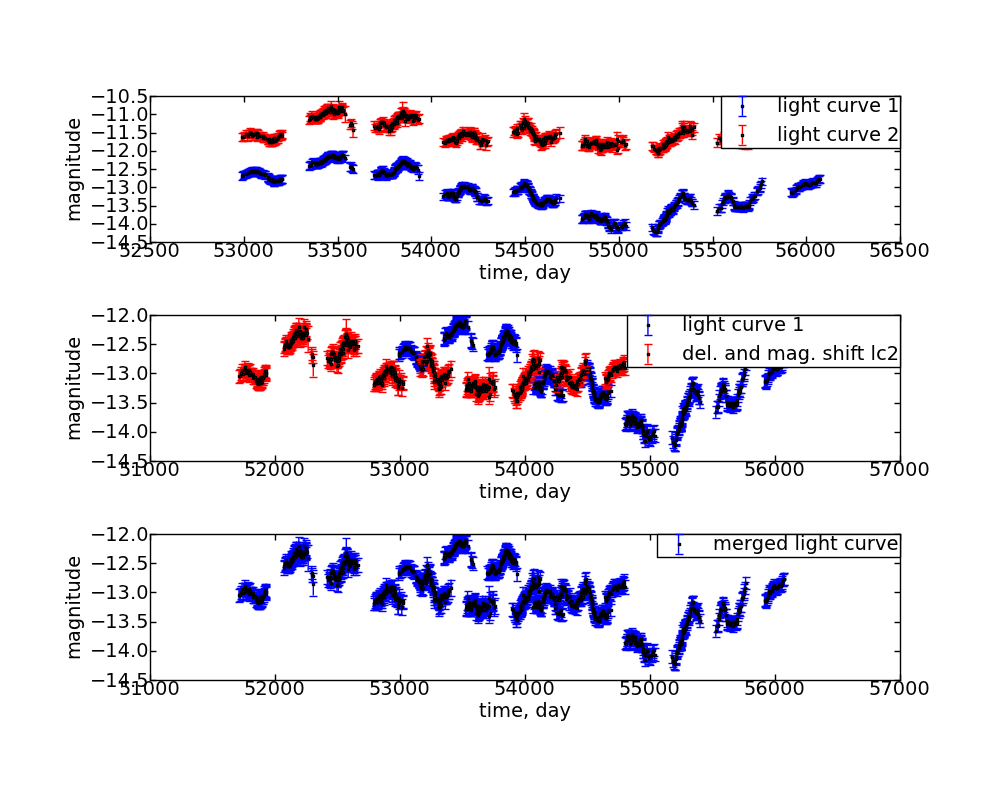 −10.5
−11.0
−11.5
−12.0
−12.5
−13.0
−13.5
−14.0
−14.5
magnitude
light curve 1
light curve 2
52500 53000 53500 54000 54500 55000 55500 56000 56500
time, day
−12.0
−12.5
−13.0
−13.5
−14.0
−14.5
magnitude
light curve 1
del. and mag. shift lc2
51000 52000 53000 54000 55000 56000 57000
time, day
−12.0
−12.5
−13.0
−13.5
−14.0
−14.5
magnitude
merged light curve
51000 52000 53000 54000 55000 56000 57000
time, day